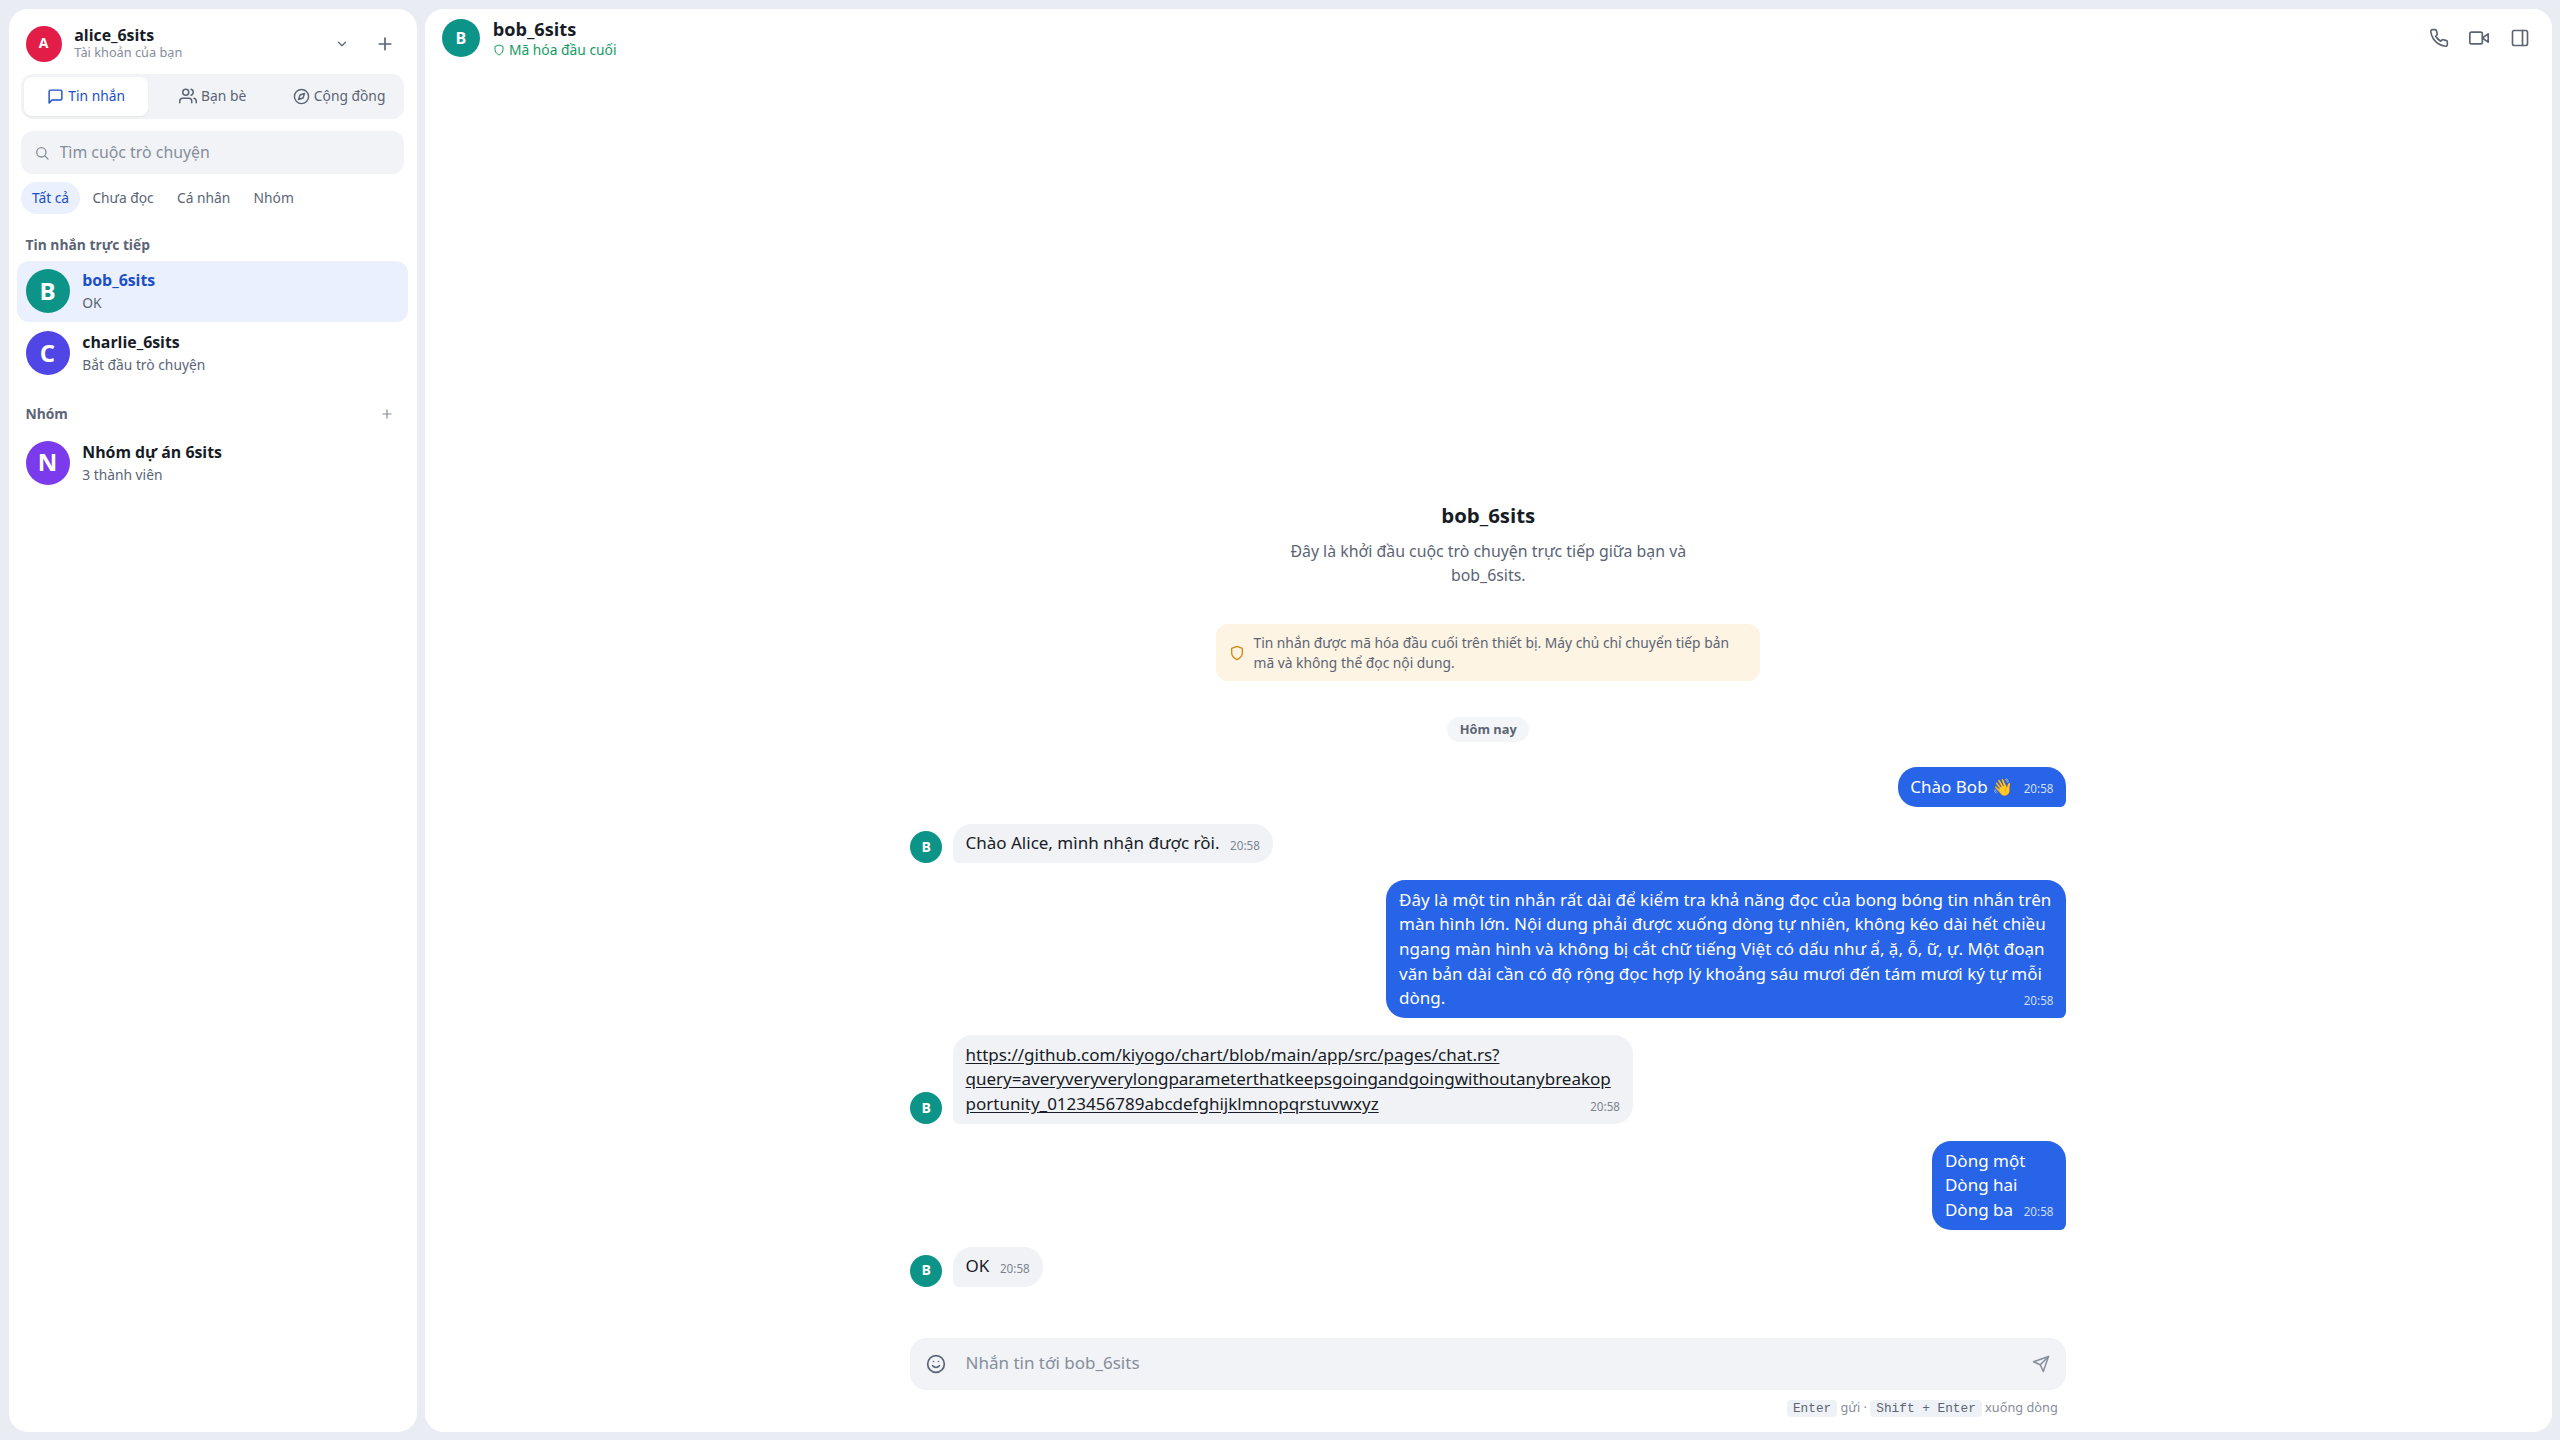 A
alice_6sits
Tài khoản của bạn
Tin nhắn
Bạn bè
Cộng đồng
Tìm cuộc trò chuyện
Tất cả
Chưa đọc
Cá nhân
Nhóm
Tin nhắn trực tiếp
B
bob_6sits
OK
C
charlie_6sits
Bắt đầu trò chuyện
Nhóm
N
Nhóm dự án 6sits
3 thành viên
B
bob_6sits
Mã hóa đầu cuối
bob_6sits
Đây là khởi đầu cuộc trò chuyện trực tiếp giữa bạn và
bob_6sits.
Tin nhắn được mã hóa đầu cuối trên thiết bị. Máy chủ chỉ chuyển tiếp bản
mã và không thể đọc nội dung.
Hôm nay
Chào Bob 👋 20:58
B
Chào Alice, mình nhận được rồi. 20:58
Đây là một tin nhắn rất dài để kiểm tra khả năng đọc của bong bóng tin nhắn trên
màn hình lớn. Nội dung phải được xuống dòng tự nhiên, không kéo dài hết chiều
ngang màn hình và không bị cắt chữ tiếng Việt có dấu như ẩ, ặ, ỗ, ữ, ự. Một đoạn
văn bản dài cần có độ rộng đọc hợp lý khoảng sáu mươi đến tám mươi ký tự mỗi
dòng. 20:58
https://github.com/kiyogo/chart/blob/main/app/src/pages/chat.rs?
query=averyveryverylongparameterthatkeepsgoingandgoingwithoutanybreakop
B
portunity_0123456789abcdefghijklmnopqrstuvwxyz 20:58
Dòng một
Dòng hai
Dòng ba 20:58
B
OK 20:58
Nhắn tin tới bob_6sits
Enter gửi · Shift + Enter xuống dòng